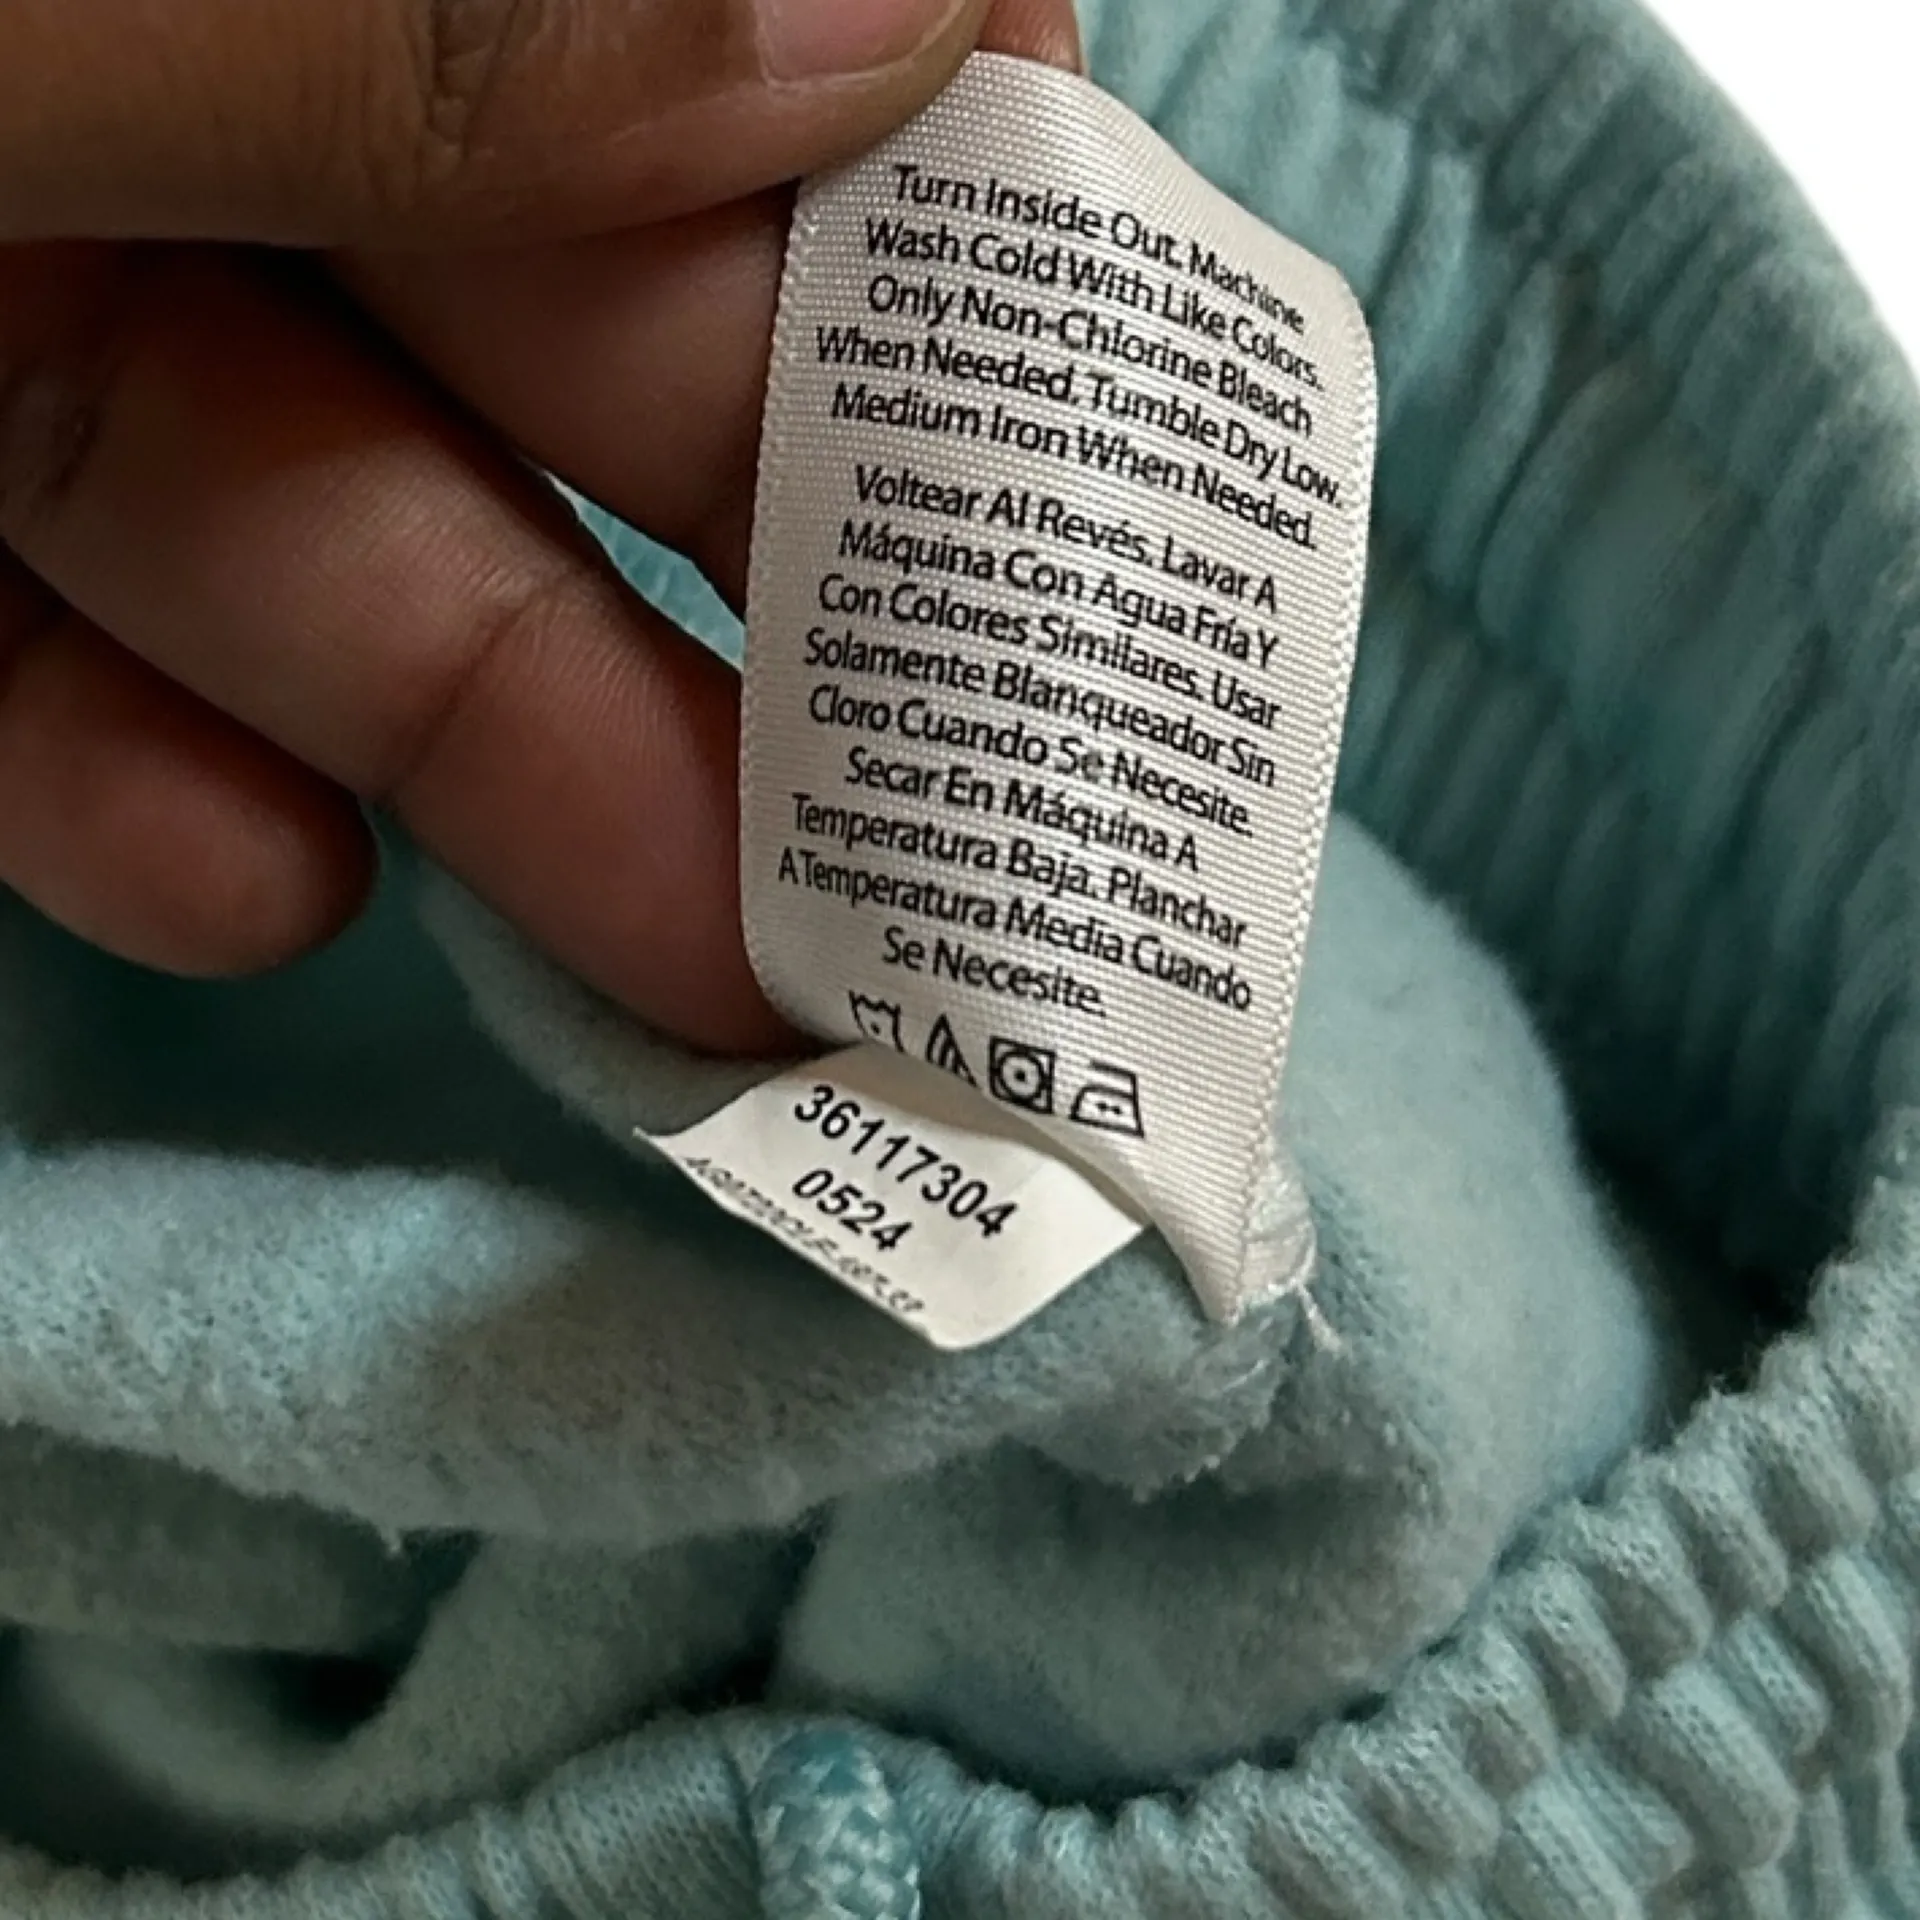 Turn Inside Out. Machine
Wash Cold With Like Colors.
Only Non-Chlorine Bleach
When Needed. Tumble Dry Low.
Medium Iron When Needed.
Voltear Al Revés. Lavar A
Máquina Con Agua Fría Y
Con Colores Similares. Usar
Solamente Blanqueador Sin
Cloro Cuando Se Necesite.
Secar En Máquina A
Temperatura Baja. Planchar
A Temperatura Media Cuando
Se Necesite.
36117304
0524